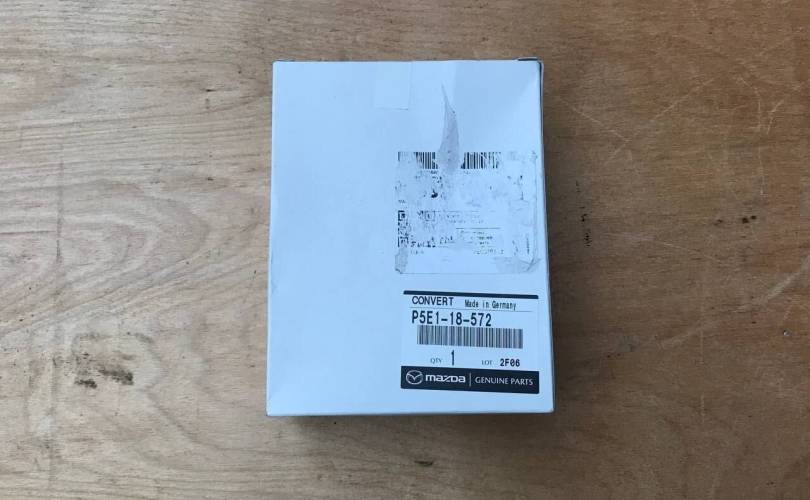 CONVERT Made in Germany
P5E1-18-572
QTY 1 LOT 2F06
mazda GENUINE PARTS